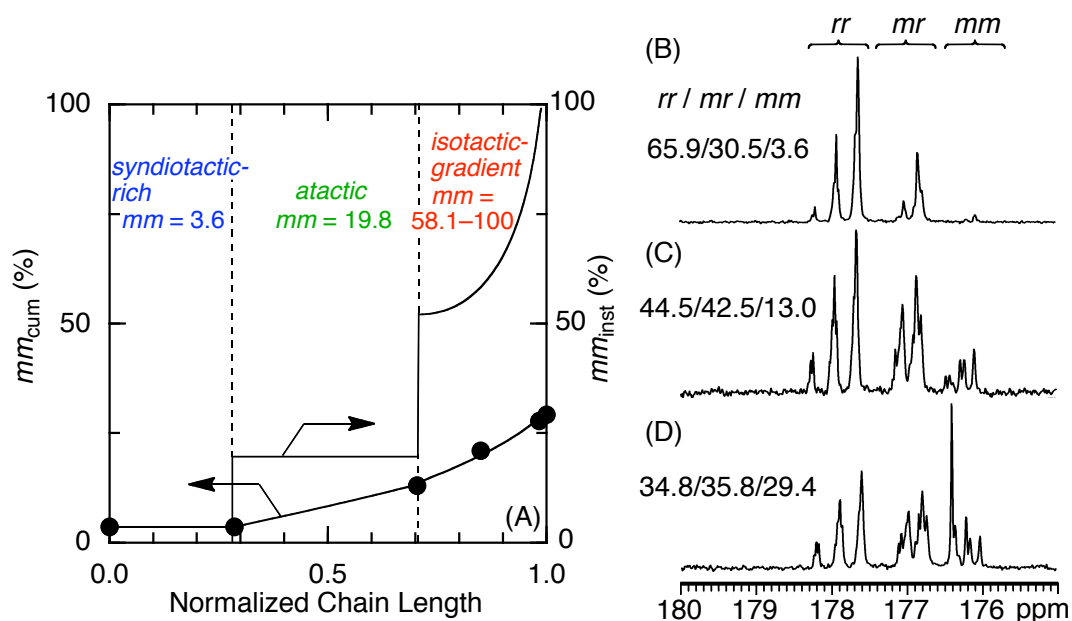 100
50
0
mm_cum (%)
syndiotactic-
rich
mm = 3.6
atactic
mm = 19.8
isotactic-
gradient
mm =
58.1–100
100
50
0
mm_inst (%)
(A)
0.0
0.5
1.0
Normalized Chain Length
rr
mr
mm
(B)
rr / mr / mm
65.9/30.5/3.6
(C)
44.5/42.5/13.0
(D)
34.8/35.8/29.4
180
179
178
177
176
ppm